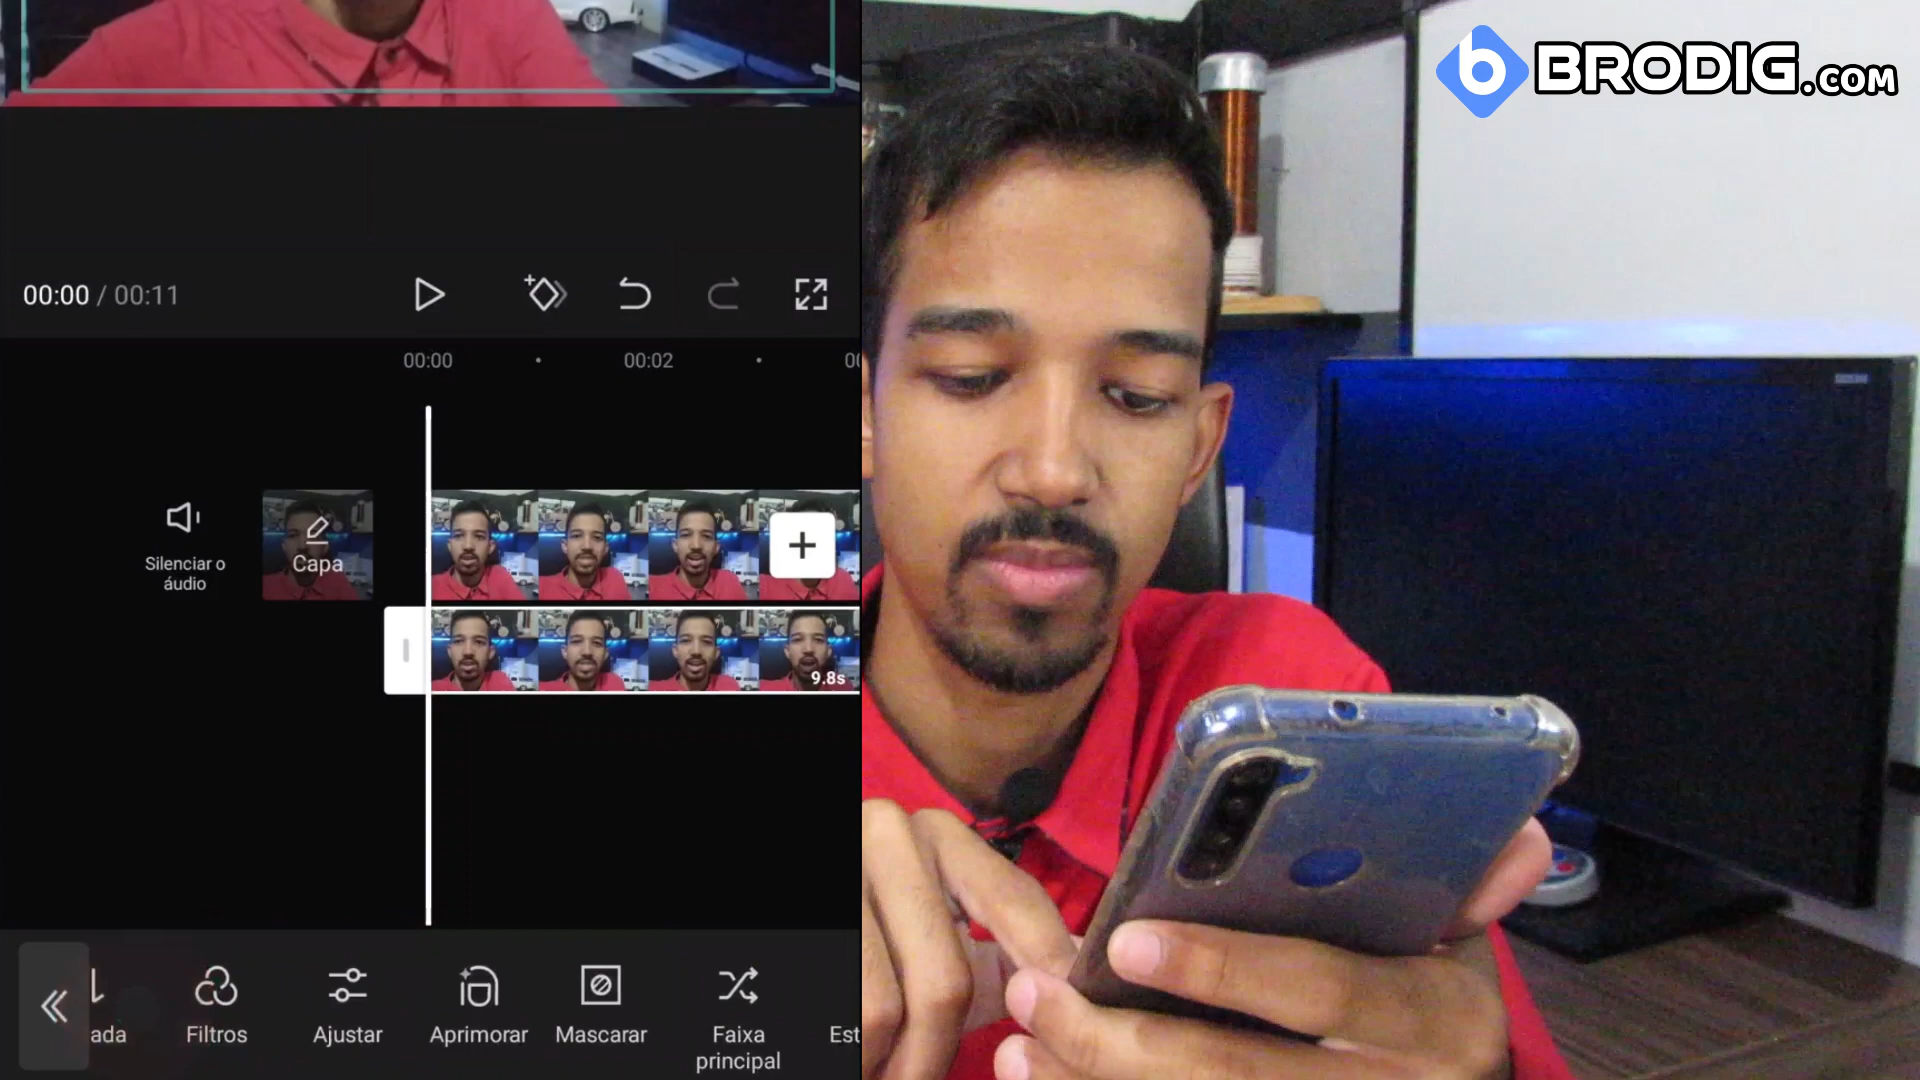 BRODIG.COM
00:00 / 00:11
00:00
00:02
Silenciar o
áudio
Capa
9.8s
ada
Filtros
Ajustar
Aprimorar
Mascarar
Faixa
principal
Est